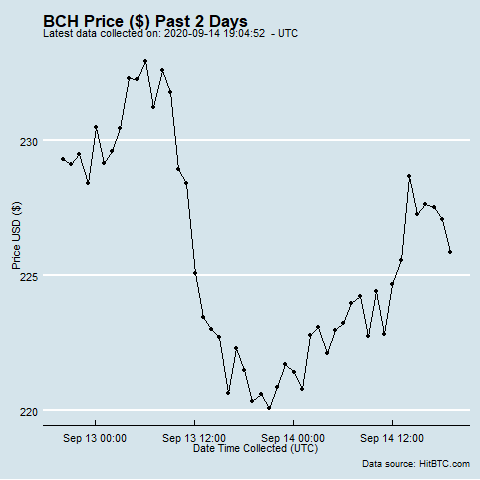 BCH Price ($) Past 2 Days
Latest data collected on: 2020-09-14 19:04:52 - UTC
230
225
220
Price USD ($)
Sep 13 00:00 Sep 13 12:00 Sep 14 00:00 Sep 14 12:00
Date Time Collected (UTC)
Data source: HitBTC.com